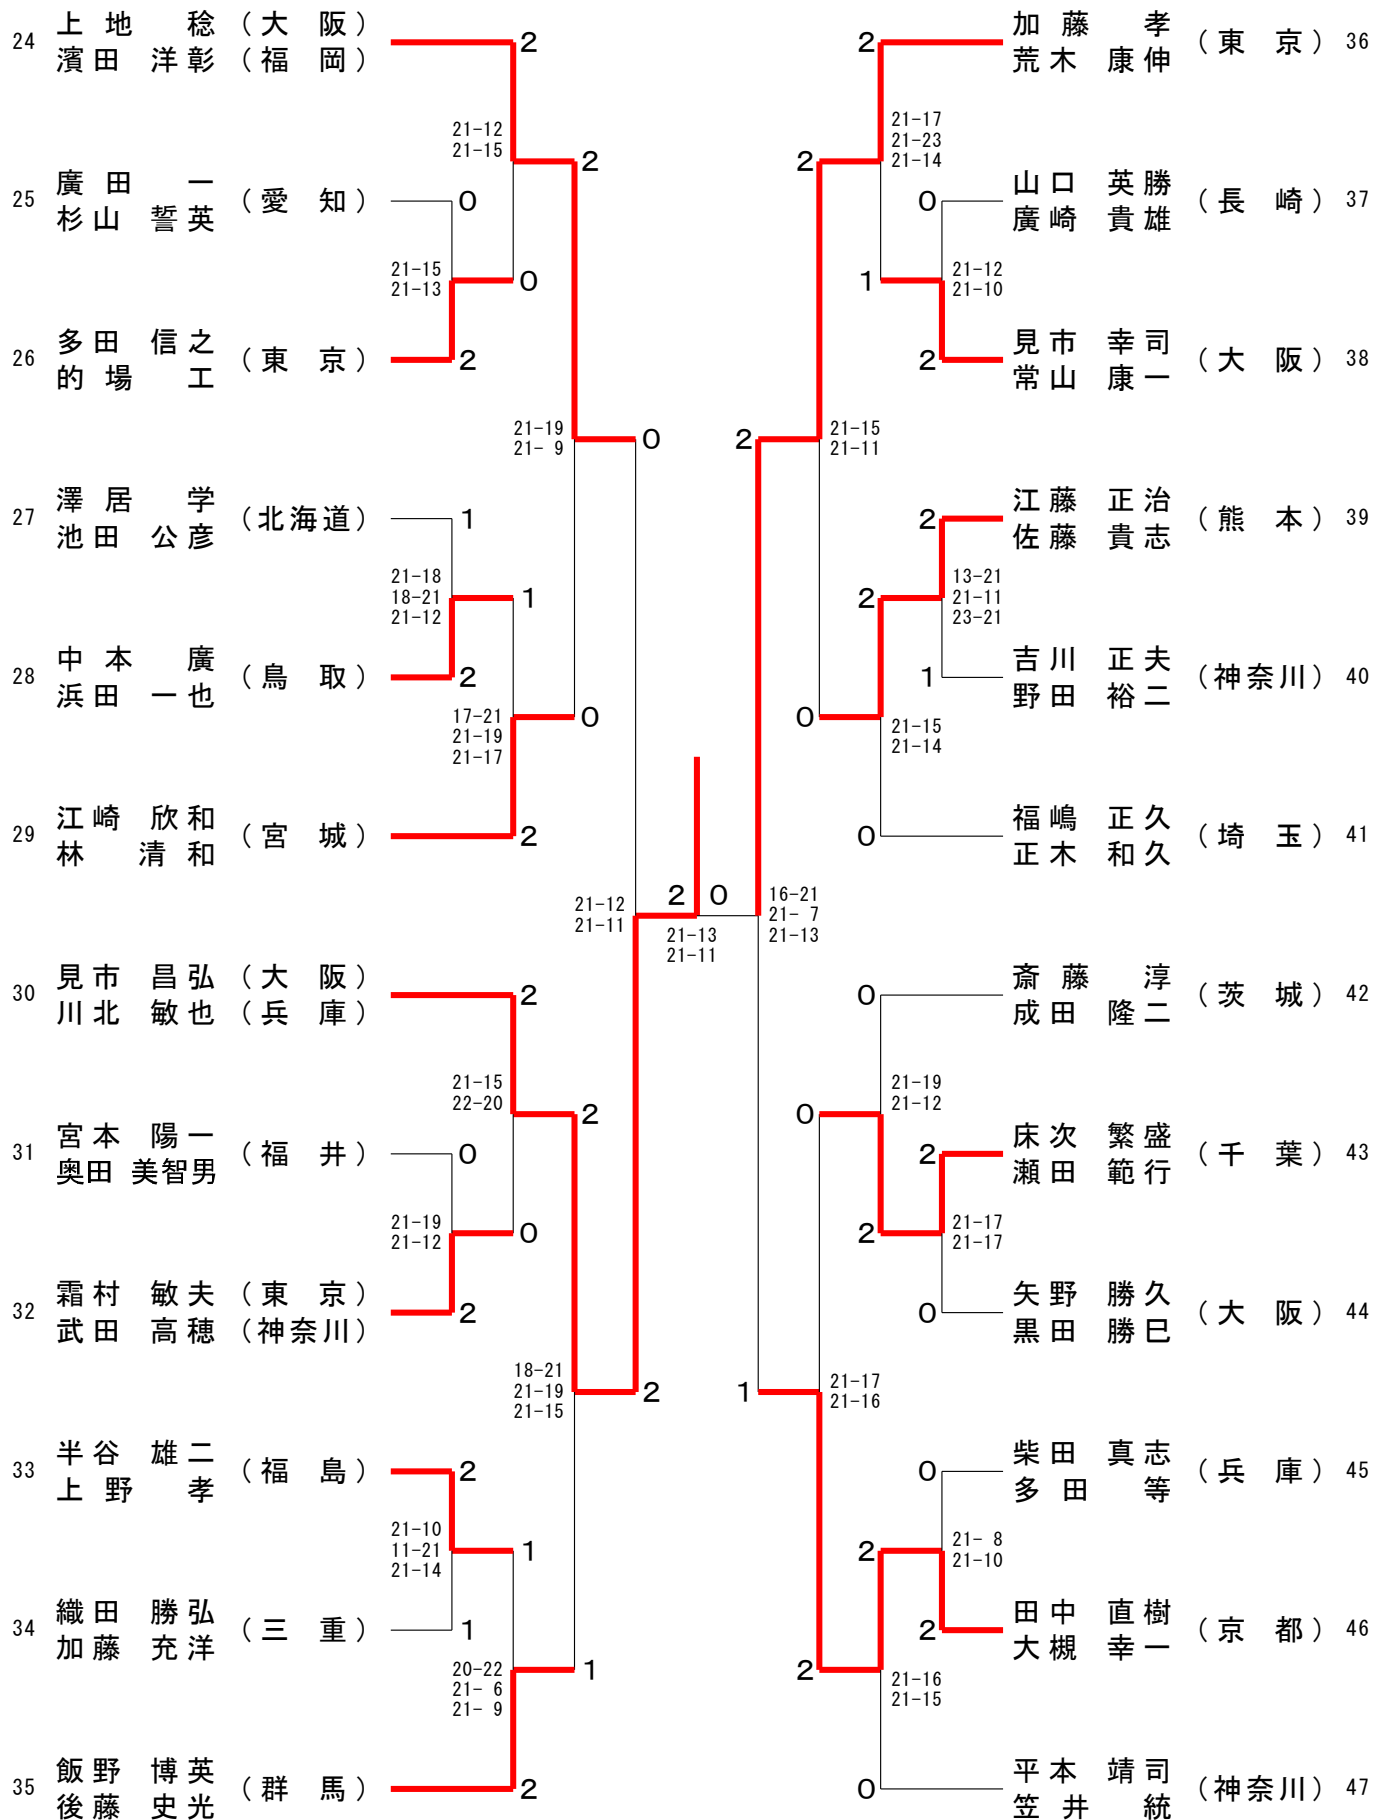 24 上地 稔 (大 阪)
濱田 洋彰 (福 岡)
2
21-12
21-15
2
25 廣田 一
杉山 誓英 (愛 知)
0
21-15
21-13
0
26 多田 信之
的場 工 (東 京)
2
21-19
21- 9
0
27 澤居 学
池田 公彦 (北海道)
1
21-18
18-21
21-12
1
28 中本 廣
浜田 一也 (鳥 取)
2
17-21
21-19
21-17
0
29 江崎 欣和
林 清和 (宮 城)
2
21-12
21-11
2 0
21-13
21-11
30 見市 昌弘 (大 阪)
川北 敏也 (兵 庫)
2
21-15
22-20
2
31 宮本 陽一
奥田 美智男 (福 井)
0
21-19
21-12
0
32 霜村 敏夫 (東 京)
武田 高穂 (神奈川)
2
18-21
21-19
21-15
2
33 半谷 雄二
上野 孝 (福 島)
2
21-10
11-21
21-14
1
34 織田 勝弘
加藤 充洋 (三 重)
1
20-22
21- 6
21- 9
1
35 飯野 博英
後藤 史光 (群 馬)
2
2
加藤 孝
荒木 康伸 (東 京) 36
21-17
21-23
21-14
2
0
山口 英勝
廣崎 貴雄 (長 崎) 37
21-12
21-10
1
2
見市 幸司
常山 康一 (大 阪) 38
2
21-15
21-11
2
江藤 正治
佐藤 貴志 (熊 本) 39
13-21
21-11
23-21
2
1
吉川 正夫
野田 裕二 (神奈川) 40
0
21-15
21-14
0
福嶋 正久
正木 和久 (埼 玉) 41
16-21
21- 7
21-13
0
斎藤 淳
成田 隆二 (茨 城) 42
21-19
21-12
0
2
床次 繁盛
瀬田 範行 (千 葉) 43
21-17
21-17
2
0
矢野 勝久
黒田 勝巳 (大 阪) 44
1
21-17
21-16
0
柴田 真志
多田 等 (兵 庫) 45
21- 8
21-10
2
2
田中 直樹
大槻 幸一 (京 都) 46
2
21-16
21-15
0
平本 靖司
笠井 統 (神奈川) 47